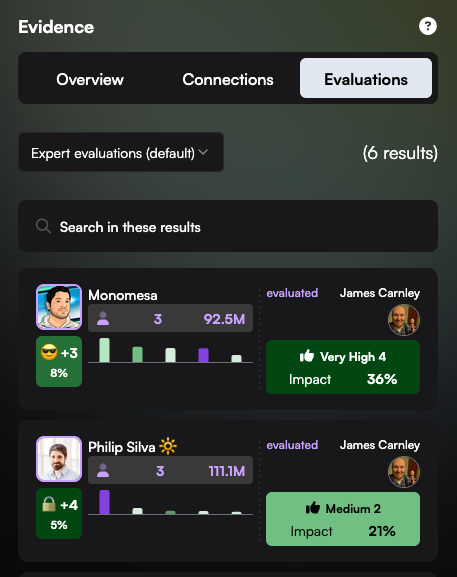 Evidence ?
Overview Connections Evaluations
Expert evaluations (default) (6 results)
Search in these results
Monomesa
3 92.5M
+3
8%
evaluated James Carnley
Very High 4
Impact 36%
Philip Silva
3 111.1M
+4
5%
evaluated James Carnley
Medium 2
Impact 21%